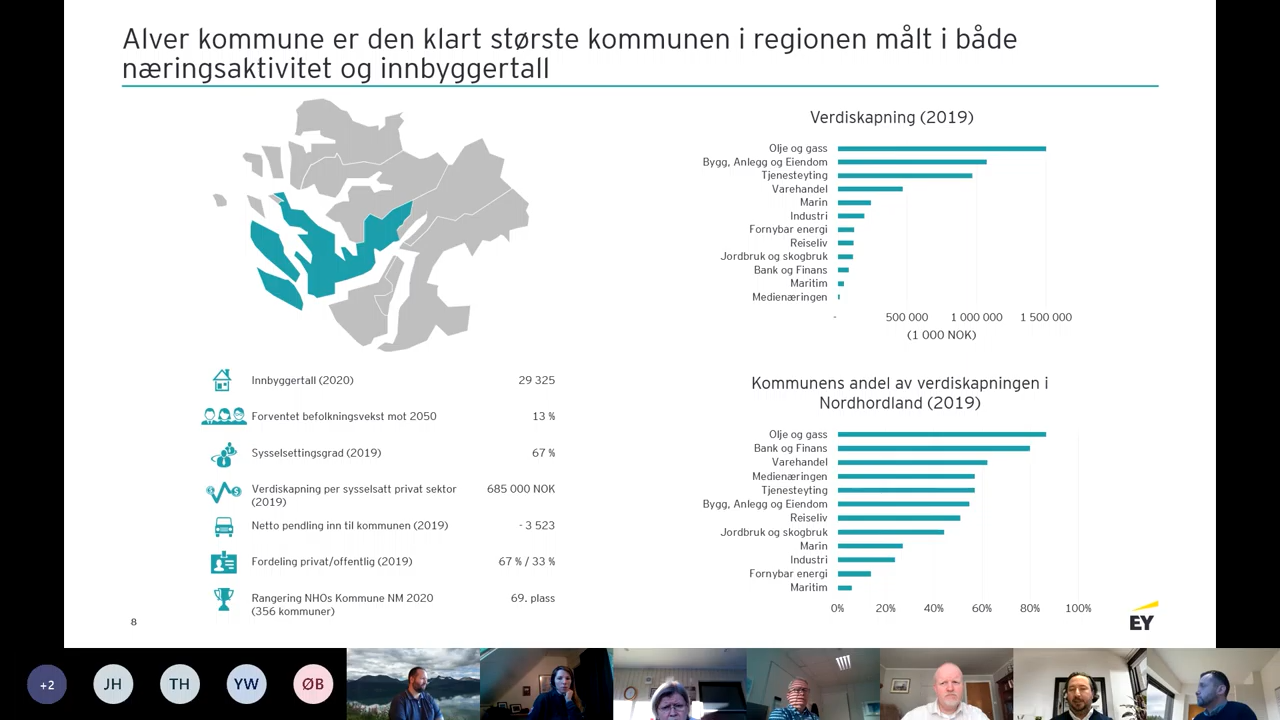 Alver kommune er den klart største kommunen i regionen målt i både
næringsaktivitet og innbyggertall
Innbyggertall (2020) 29 325
Forventet befolkningsvekst mot 2050 13 %
Sysselsettingsgrad (2019) 67 %
Verdiskapning per sysselsatt privat sektor 685 000 NOK
(2019)
Netto pendling inn til kommunen (2019) - 3 523
Fordeling privat/offentlig (2019) 67 % / 33 %
Rangering NHOs Kommune NM 2020 69. plass
(356 kommuner)
Verdiskapning (2019)
Olje og gass
Bygg, Anlegg og Eiendom
Tjenesteyting
Varehandel
Marin
Industri
Fornybar energi
Reiseliv
Jordbruk og skogbruk
Bank og Finans
Maritim
Medienæringen
- 500 000 1 000 000 1 500 000
(1 000 NOK)
Kommunens andel av verdiskapningen i
Nordhordland (2019)
Olje og gass
Bank og Finans
Varehandel
Medienæringen
Tjenesteyting
Bygg, Anlegg og Eiendom
Reiseliv
Jordbruk og skogbruk
Marin
Industri
Fornybar energi
Maritim
0% 20% 40% 60% 80% 100%
8
EY
+2 JH TH YW ØB